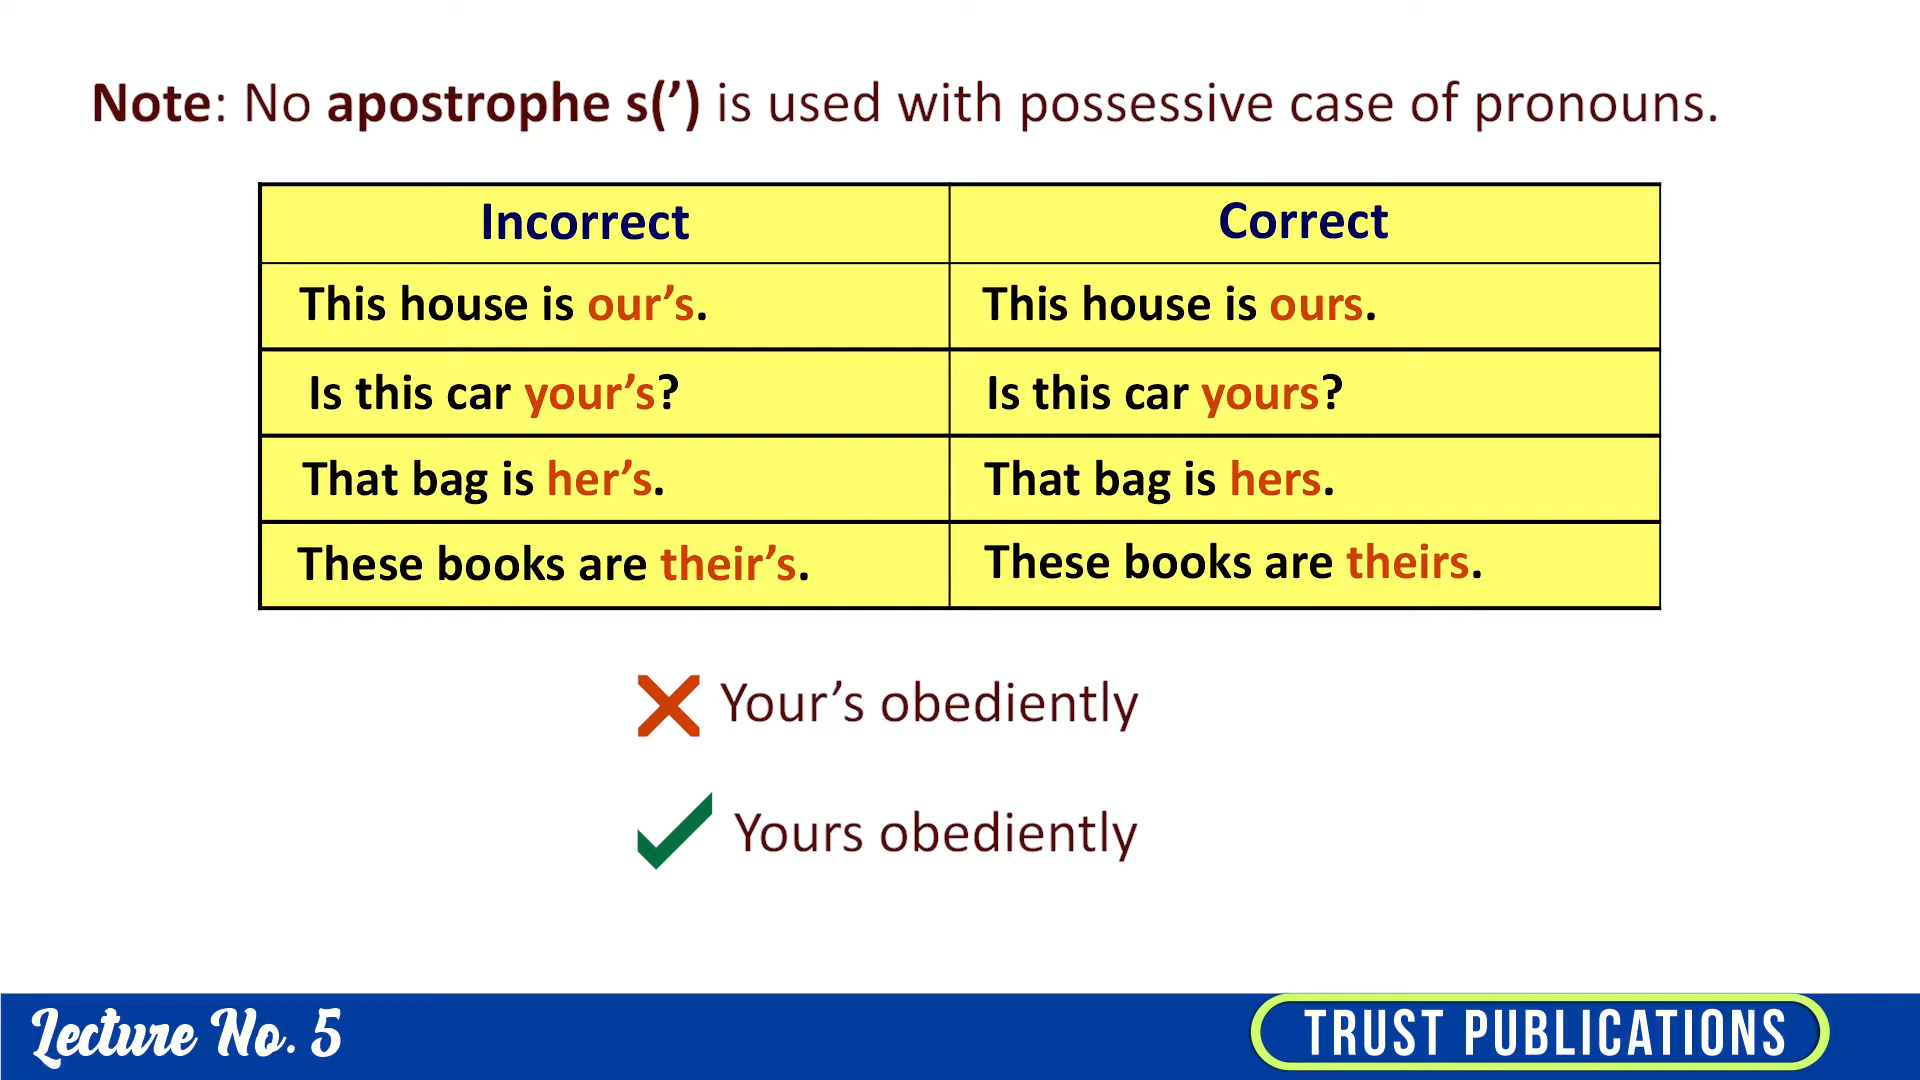 Note: No apostrophe s(’) is used with possessive case of pronouns.
Incorrect Correct
This house is our’s. This house is ours.
Is this car your’s? Is this car yours?
That bag is her’s. That bag is hers.
These books are their’s. These books are theirs.
Your’s obediently
Yours obediently
Lecture No. 5 TRUST PUBLICATIONS